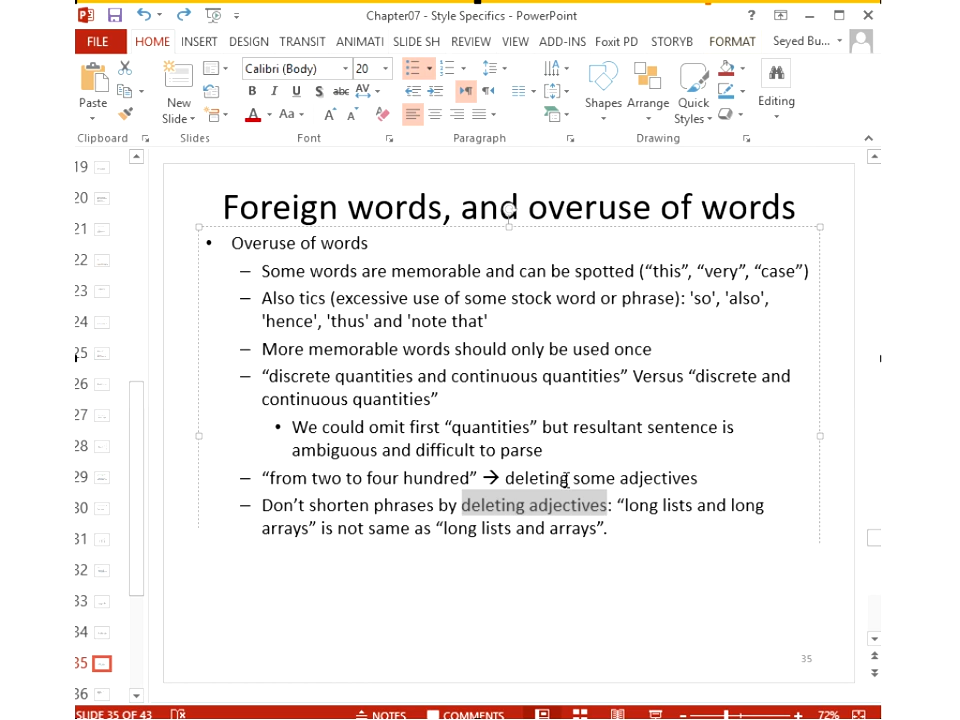 Chapter07 - Style Specifics - PowerPoint
FILE HOME INSERT DESIGN TRANSIT ANIMATI SLIDE SH REVIEW VIEW ADD-INS Foxit PD STORYB FORMAT Seyed Bu...
Calibri (Body) 20
B I U S abc AV
A Aa A A
Paste New Slide Shapes Arrange Quick Styles Editing
Clipboard Slides Font Paragraph Drawing
19
20
21
22
23
24
25
26
27
28
29
30
31
32
33
34
35
36
Foreign words, and overuse of words
• Overuse of words
– Some words are memorable and can be spotted (“this”, “very”, “case”)
– Also tics (excessive use of some stock word or phrase): 'so', 'also',
'hence', 'thus' and 'note that'
– More memorable words should only be used once
– “discrete quantities and continuous quantities” Versus “discrete and
continuous quantities”
• We could omit first “quantities” but resultant sentence is
ambiguous and difficult to parse
– “from two to four hundred” → deleting some adjectives
– Don’t shorten phrases by deleting adjectives: “long lists and long
arrays” is not same as “long lists and arrays”.
35
SLIDE 35 OF 43 NOTES COMMENTS 72%